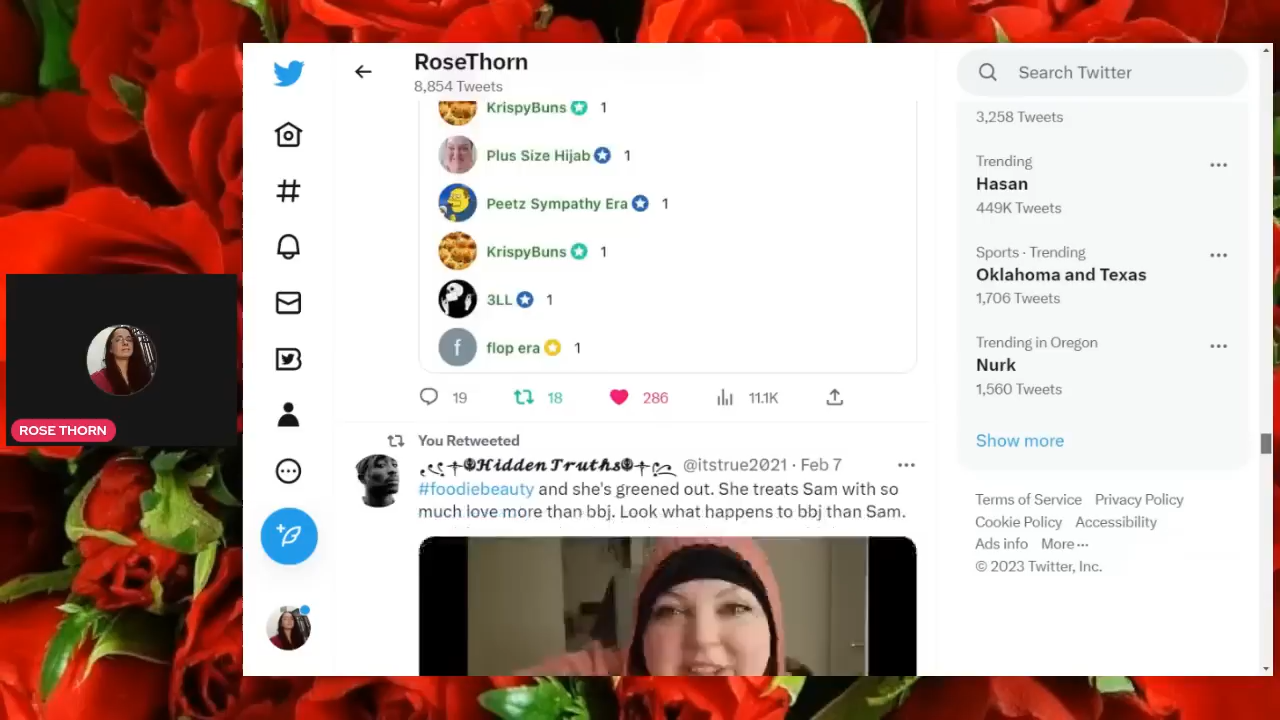 RoseThorn
8,854 Tweets
KrispyBuns 1
Plus Size Hijab 1
Peetz Sympathy Era 1
KrispyBuns 1
3LL 1
f flop era 1
19 18 286 11.1K
You Retweeted
𝓗𝓲𝓭𝓭𝓮𝓷 𝓣𝓻𝓾𝓽𝓱𝓼 @itstrue2021 · Feb 7
#foodiebeauty and she's greened out. She treats Sam with so
much love more than bbj. Look what happens to bbj than Sam.
Search Twitter
3,258 Tweets
Trending
Hasan
449K Tweets
Sports · Trending
Oklahoma and Texas
1,706 Tweets
Trending in Oregon
Nurk
1,560 Tweets
Show more
Terms of Service Privacy Policy
Cookie Policy Accessibility
Ads info More ···
© 2023 Twitter, Inc.
ROSE THORN